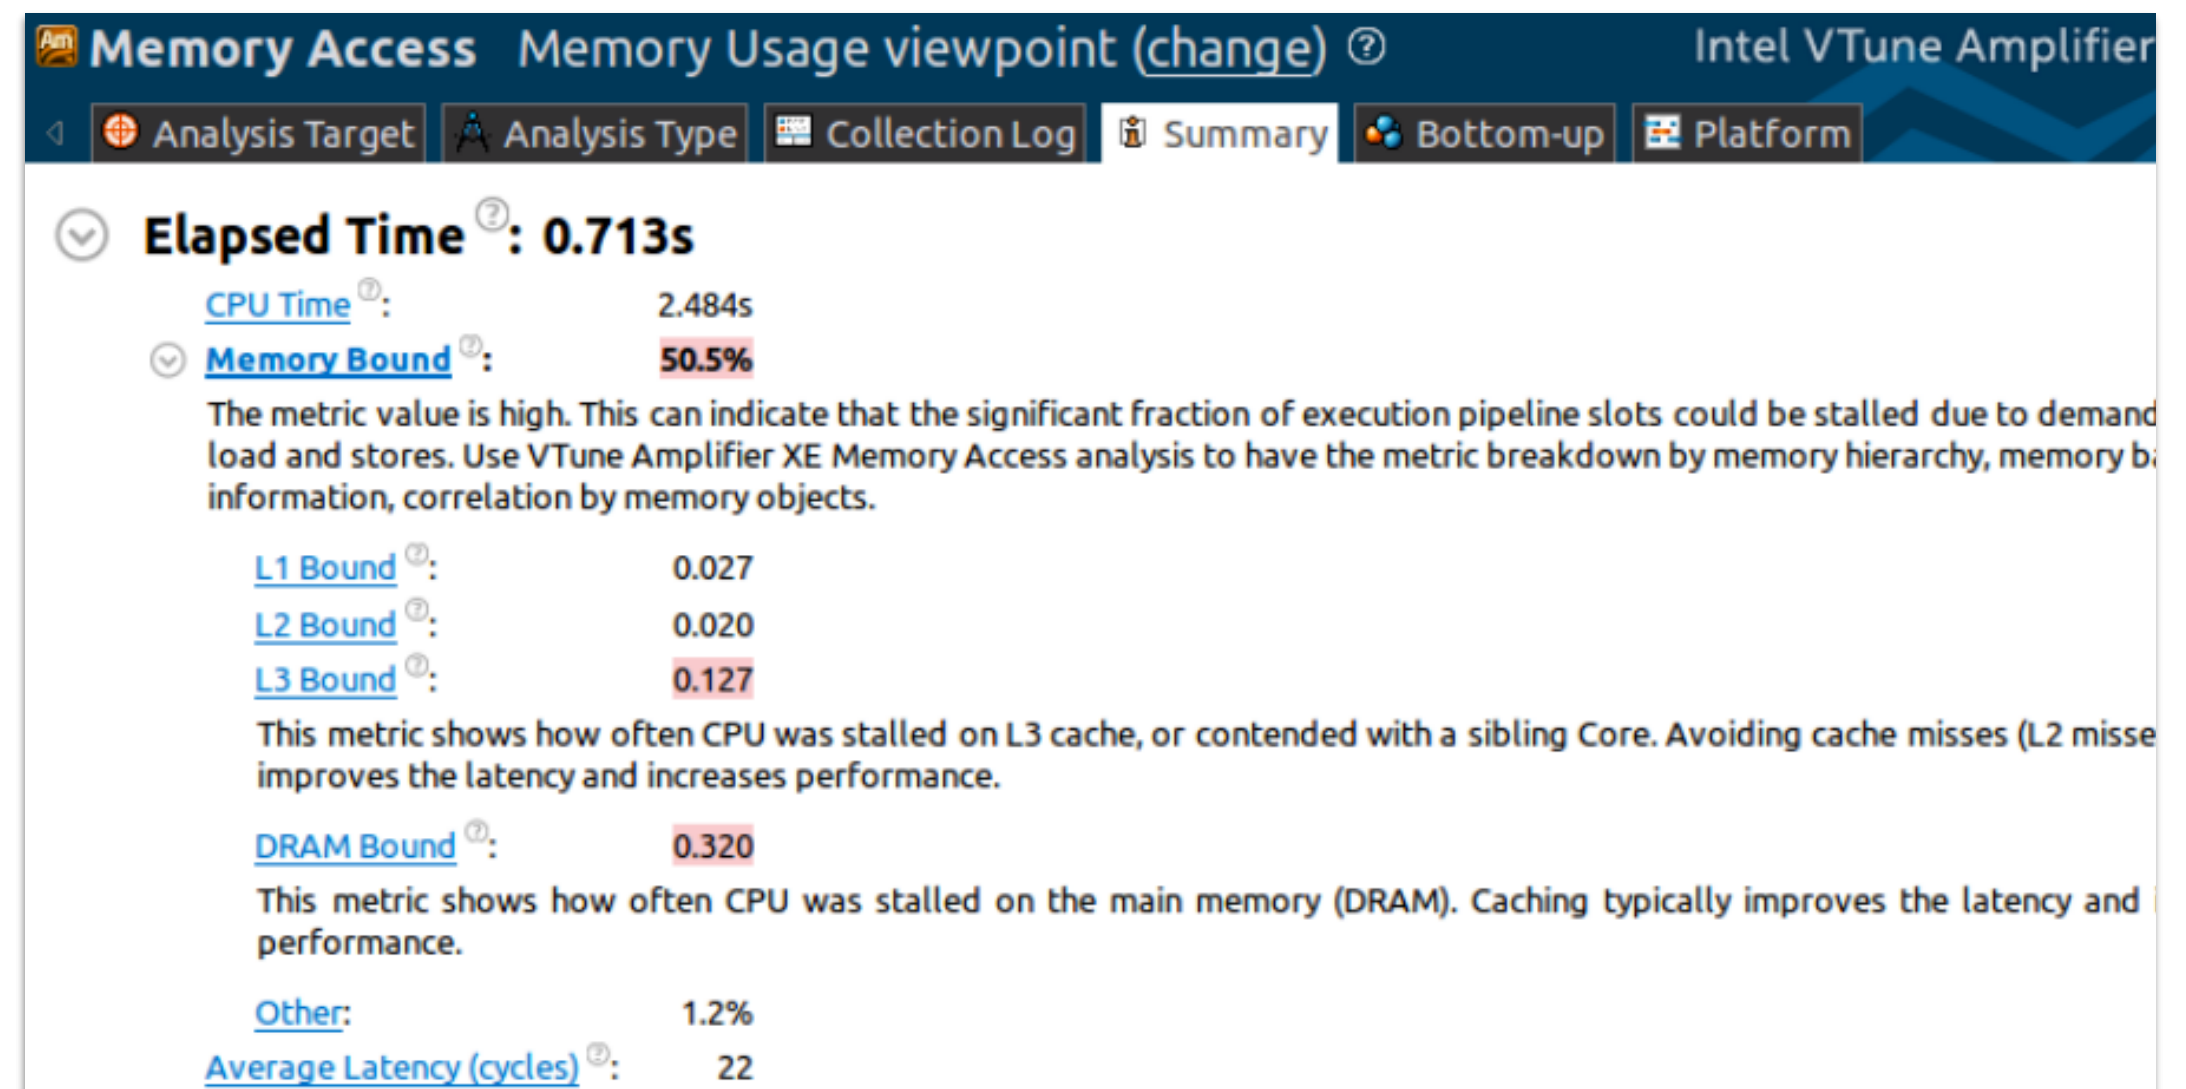 Am Memory Access Memory Usage viewpoint (change) ? Intel VTune Amplifier
Analysis Target Analysis Type Collection Log Summary Bottom-up Platform
Elapsed Time ?: 0.713s
CPU Time ?: 2.484s
Memory Bound ?: 50.5%
The metric value is high. This can indicate that the significant fraction of execution pipeline slots could be stalled due to demand
load and stores. Use VTune Amplifier XE Memory Access analysis to have the metric breakdown by memory hierarchy, memory
information, correlation by memory objects.
L1 Bound ?: 0.027
L2 Bound ?: 0.020
L3 Bound ?: 0.127
This metric shows how often CPU was stalled on L3 cache, or contended with a sibling Core. Avoiding cache misses (L2 misse
improves the latency and increases performance.
DRAM Bound ?: 0.320
This metric shows how often CPU was stalled on the main memory (DRAM). Caching typically improves the latency and
performance.
Other: 1.2%
Average Latency (cycles) ?: 22